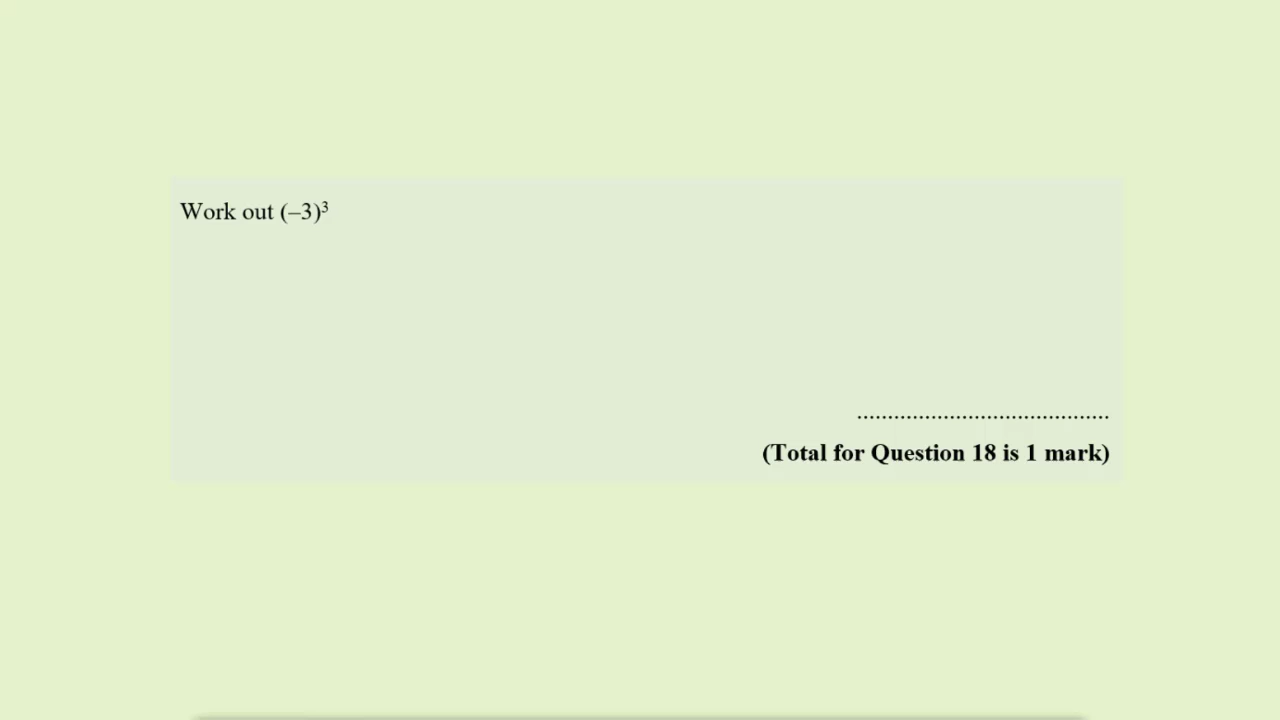 Work out (–3)³
.........................................
(Total for Question 18 is 1 mark)